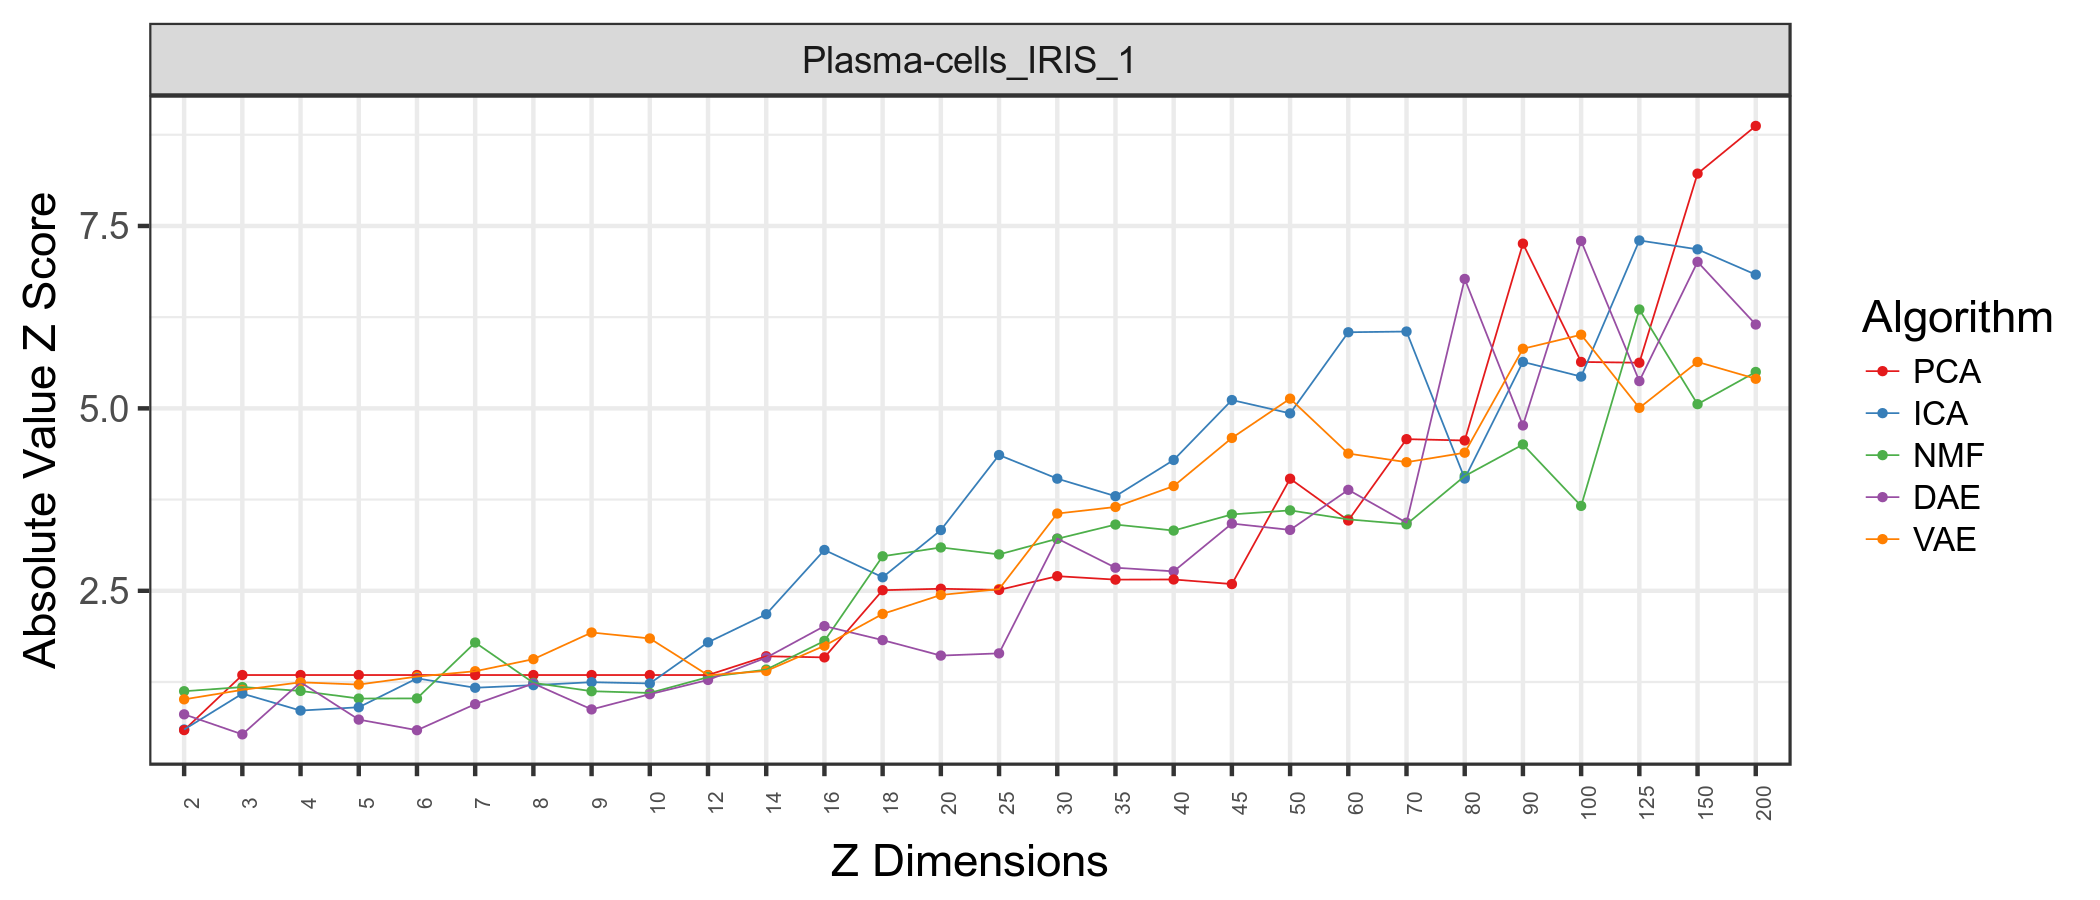 Plasma-cells_IRIS_1
Absolute Value Z Score
7.5
5.0
2.5
2 3 4 5 6 7 8 9 10 12 14 16 18 20 25 30 35 40 45 50 60 70 80 90 100 125 150 200
Z Dimensions
Algorithm
PCA
ICA
NMF
DAE
VAE